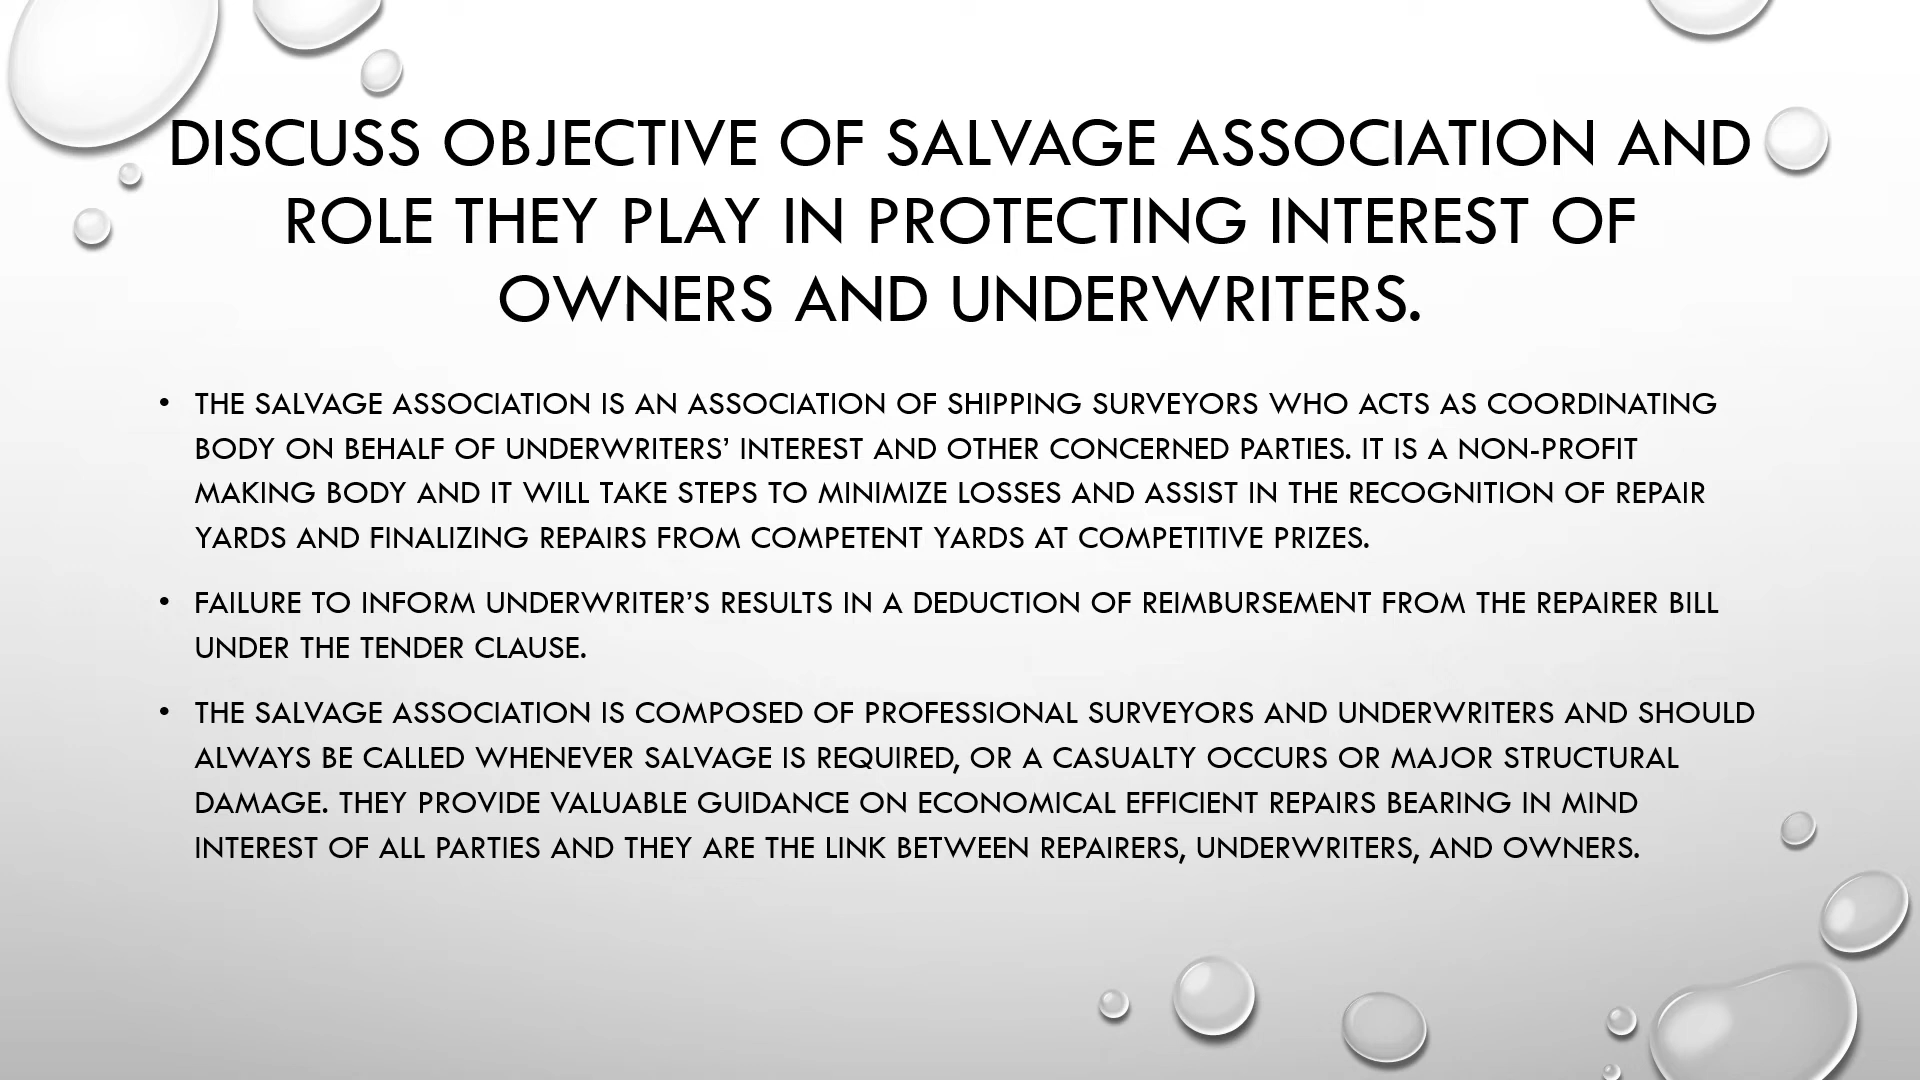 DISCUSS OBJECTIVE OF SALVAGE ASSOCIATION AND
ROLE THEY PLAY IN PROTECTING INTEREST OF
OWNERS AND UNDERWRITERS.
• THE SALVAGE ASSOCIATION IS AN ASSOCIATION OF SHIPPING SURVEYORS WHO ACTS AS COORDINATING
BODY ON BEHALF OF UNDERWRITERS’ INTEREST AND OTHER CONCERNED PARTIES. IT IS A NON-PROFIT
MAKING BODY AND IT WILL TAKE STEPS TO MINIMIZE LOSSES AND ASSIST IN THE RECOGNITION OF REPAIR
YARDS AND FINALIZING REPAIRS FROM COMPETENT YARDS AT COMPETITIVE PRIZES.
• FAILURE TO INFORM UNDERWRITER’S RESULTS IN A DEDUCTION OF REIMBURSEMENT FROM THE REPAIRER BILL
UNDER THE TENDER CLAUSE.
• THE SALVAGE ASSOCIATION IS COMPOSED OF PROFESSIONAL SURVEYORS AND UNDERWRITERS AND SHOULD
ALWAYS BE CALLED WHENEVER SALVAGE IS REQUIRED, OR A CASUALTY OCCURS OR MAJOR STRUCTURAL
DAMAGE. THEY PROVIDE VALUABLE GUIDANCE ON ECONOMICAL EFFICIENT REPAIRS BEARING IN MIND
INTEREST OF ALL PARTIES AND THEY ARE THE LINK BETWEEN REPAIRERS, UNDERWRITERS, AND OWNERS.